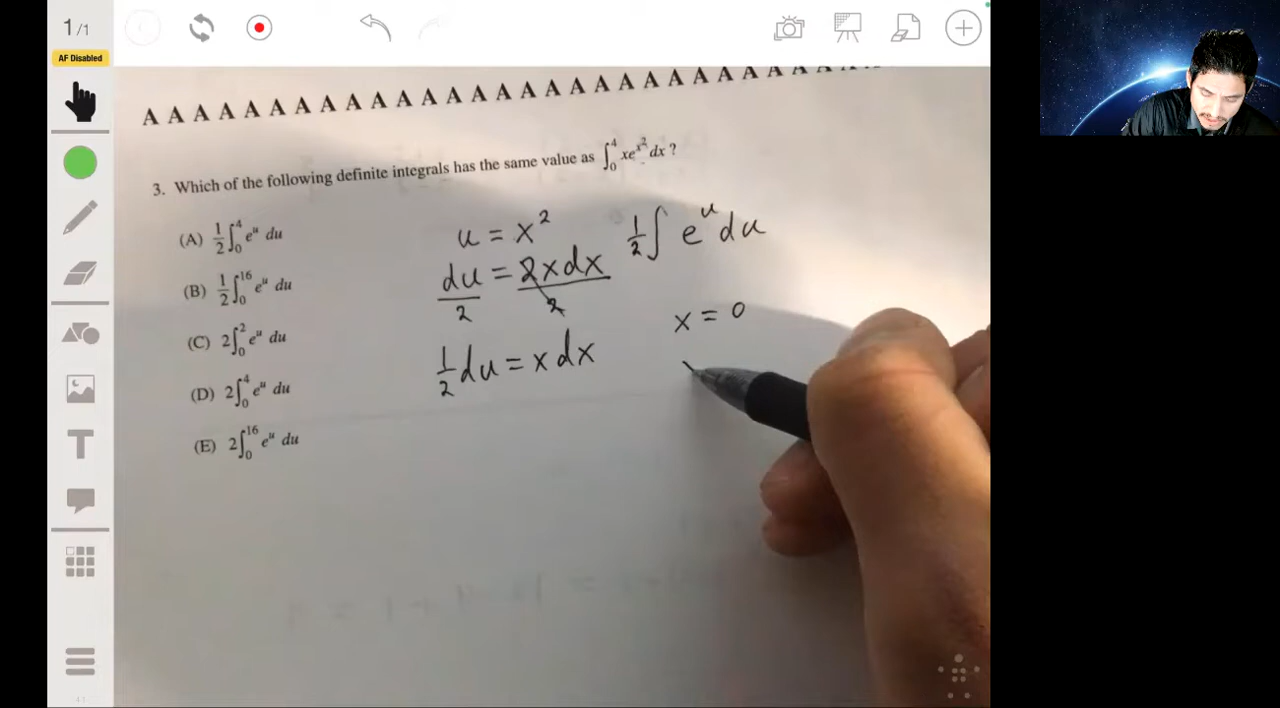 1/1
AF Disabled
A A A A A A A A A A A A A A A A A A A A A A A A A A A A
3. Which of the following definite integrals has the same value as ∫₀⁴ xe^{x²} dx ?
(A) 1/2 ∫₀⁴ e^u du
(B) 1/2 ∫₀¹⁶ e^u du
(C) 2∫₀² e^u du
(D) 2∫₀⁴ e^u du
(E) 2∫₀¹⁶ e^u du
u = x²
du/2 = 2xdx/2
1/2 du = x dx
1/2 ∫ e^u du
x = 0
T